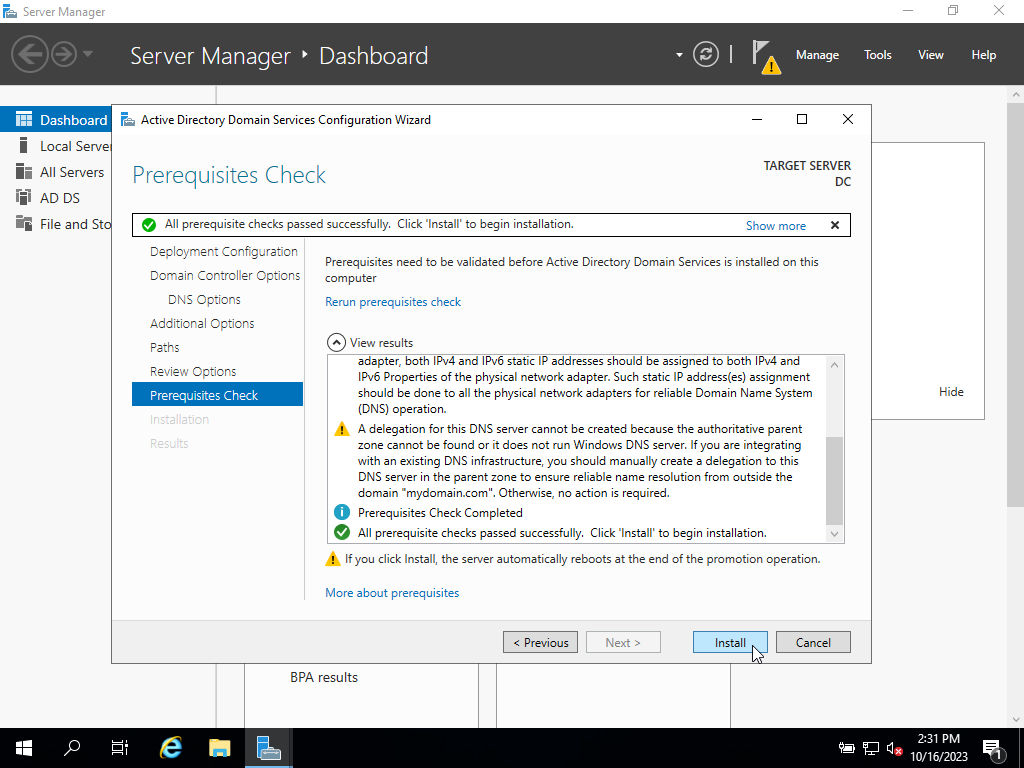 Server Manager
Server Manager ‣ Dashboard
Manage
Tools
View
Help
Dashboard
Local Server
All Servers
AD DS
File and Sto
Active Directory Domain Services Configuration Wizard
Prerequisites Check
TARGET SERVER
DC
All prerequisite checks passed successfully. Click 'Install' to begin installation.
Show more
Deployment Configuration
Domain Controller Options
DNS Options
Additional Options
Paths
Review Options
Prerequisites Check
Installation
Results
Prerequisites need to be validated before Active Directory Domain Services is installed on this
computer
Rerun prerequisites check
View results
adapter, both IPv4 and IPv6 static IP addresses should be assigned to both IPv4 and
IPv6 Properties of the physical network adapter. Such static IP address(es) assignment
should be done to all the physical network adapters for reliable Domain Name System
(DNS) operation.
A delegation for this DNS server cannot be created because the authoritative parent
zone cannot be found or it does not run Windows DNS server. If you are integrating
with an existing DNS infrastructure, you should manually create a delegation to this
DNS server in the parent zone to ensure reliable name resolution from outside the
domain "mydomain.com". Otherwise, no action is required.
Prerequisites Check Completed
All prerequisite checks passed successfully. Click 'Install' to begin installation.
If you click Install, the server automatically reboots at the end of the promotion operation.
More about prerequisites
< Previous
Next >
Install
Cancel
Hide
BPA results
2:31 PM
10/16/2023
1